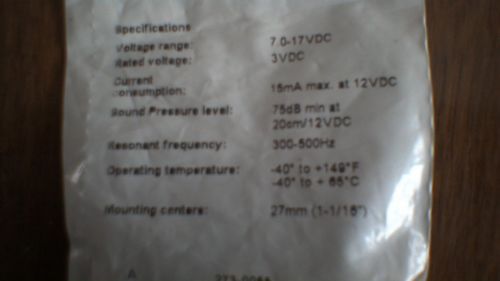 Specifications
Voltage range: 7.0-17VDC
Rated voltage: 3VDC
Current
consumption: 15mA max. at 12VDC
Sound Pressure level: 75dB min at
20cm/12VDC
Resonant frequency: 300-500Hz
Operating temperature: -40° to +149°F
-40° to + 65°C
Mounting centers: 27mm (1-1/16")
A